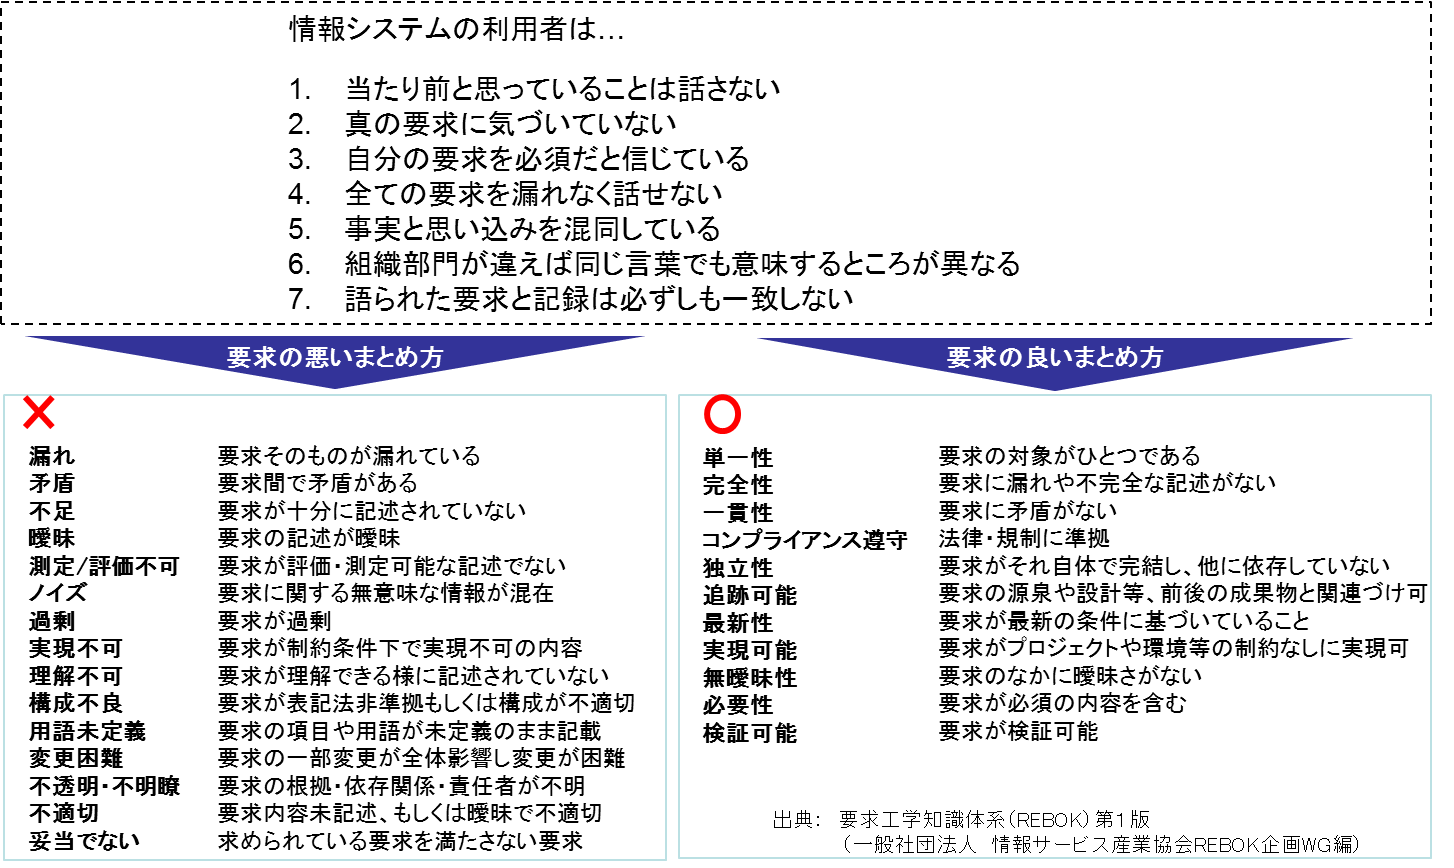 情報システムの利用者は…
1. 当たり前と思っていることは話さない
2. 真の要求に気づいていない
3. 自分の要求を必須だと信じている
4. 全ての要求を漏れなく話せない
5. 事実と思い込みを混同している
6. 組織部門が違えば同じ言葉でも意味するところが異なる
7. 語られた要求と記録は必ずしも一致しない
要求の悪いまとめ方
×
漏れ 要求そのものが漏れている
矛盾 要求間で矛盾がある
不足 要求が十分に記述されていない
曖昧 要求の記述が曖昧
測定/評価不可 要求が評価・測定可能な記述でない
ノイズ 要求に関する無意味な情報が混在
過剰 要求が過剰
実現不可 要求が制約条件下で実現不可の内容
理解不可 要求が理解できる様に記述されていない
構成不良 要求が表記法非準拠もしくは構成が不適切
用語未定義 要求の項目や用語が未定義のまま記載
変更困難 要求の一部変更が全体影響し変更が困難
不透明・不明瞭 要求の根拠・依存関係・責任者が不明
不適切 要求内容未記述、もしくは曖昧で不適切
妥当でない 求められている要求を満たさない要求
要求の良いまとめ方
○
単一性 要求の対象がひとつである
完全性 要求に漏れや不完全な記述がない
一貫性 要求に矛盾がない
コンプライアンス遵守 法律・規制に準拠
独立性 要求がそれ自体で完結し、他に依存していない
追跡可能 要求の源泉や設計等、前後の成果物と関連づけ可
最新性 要求が最新の条件に基づいていること
実現可能 要求がプロジェクトや環境等の制約なしに実現可
無曖昧性 要求のなかに曖昧さがない
必要性 要求が必須の内容を含む
検証可能 要求が検証可能
出典： 要求工学知識体系（REBOK）第1版
（一般社団法人 情報サービス産業協会REBOK企画WG編）